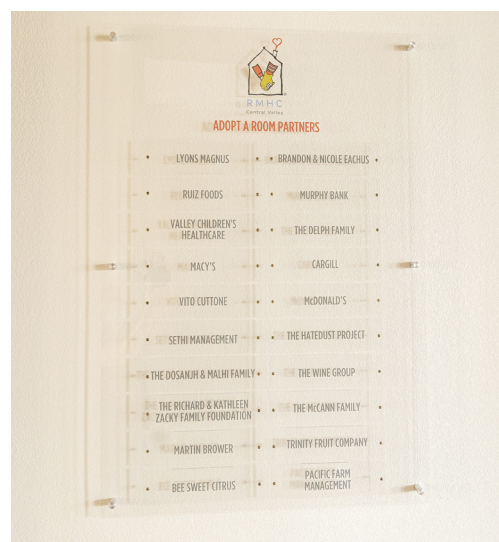 RMHC
Central Valley
ADOPT A ROOM PARTNERS
LYONS MAGNUS
RUIZ FOODS
VALLEY CHILDREN'S
HEALTHCARE
MACY'S
VITO CUTTONE
SETHI MANAGEMENT
THE DOSANJH & MALHI FAMILY
THE RICHARD & KATHLEEN
ZACKY FAMILY FOUNDATION
MARTIN BROWER
BEE SWEET CITRUS
BRANDON & NICOLE EACHUS
MURPHY BANK
THE DELPH FAMILY
CARGILL
McDONALD'S
THE HATEDUST PROJECT
THE WINE GROUP
THE McCANN FAMILY
TRINITY FRUIT COMPANY
PACIFIC FARM
MANAGEMENT